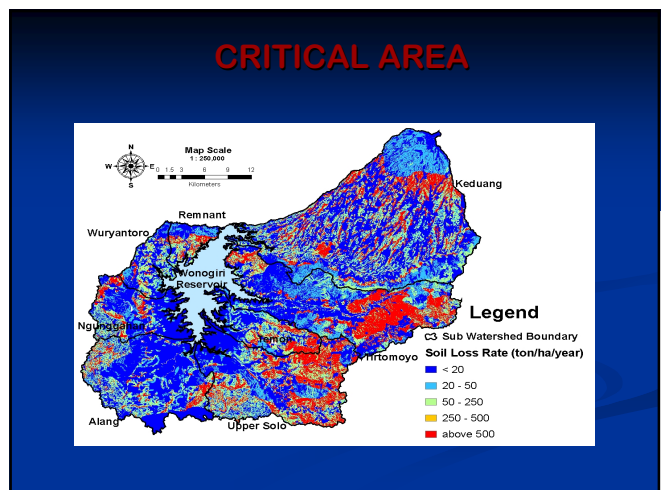 CRITICAL AREA
N
W
E
S
Map Scale
1 : 250,000
0 1.5 3 6 9 12
Kilometers
Keduang
Remnant
Wuryantoro
Wonogiri
Reservoir
Legend
Ngunggahan
Temon
Sub Watershed Boundary
Tirtomoyo
Soil Loss Rate (ton/ha/year)
< 20
20 - 50
50 - 250
250 - 500
above 500
Alang
Upper Solo